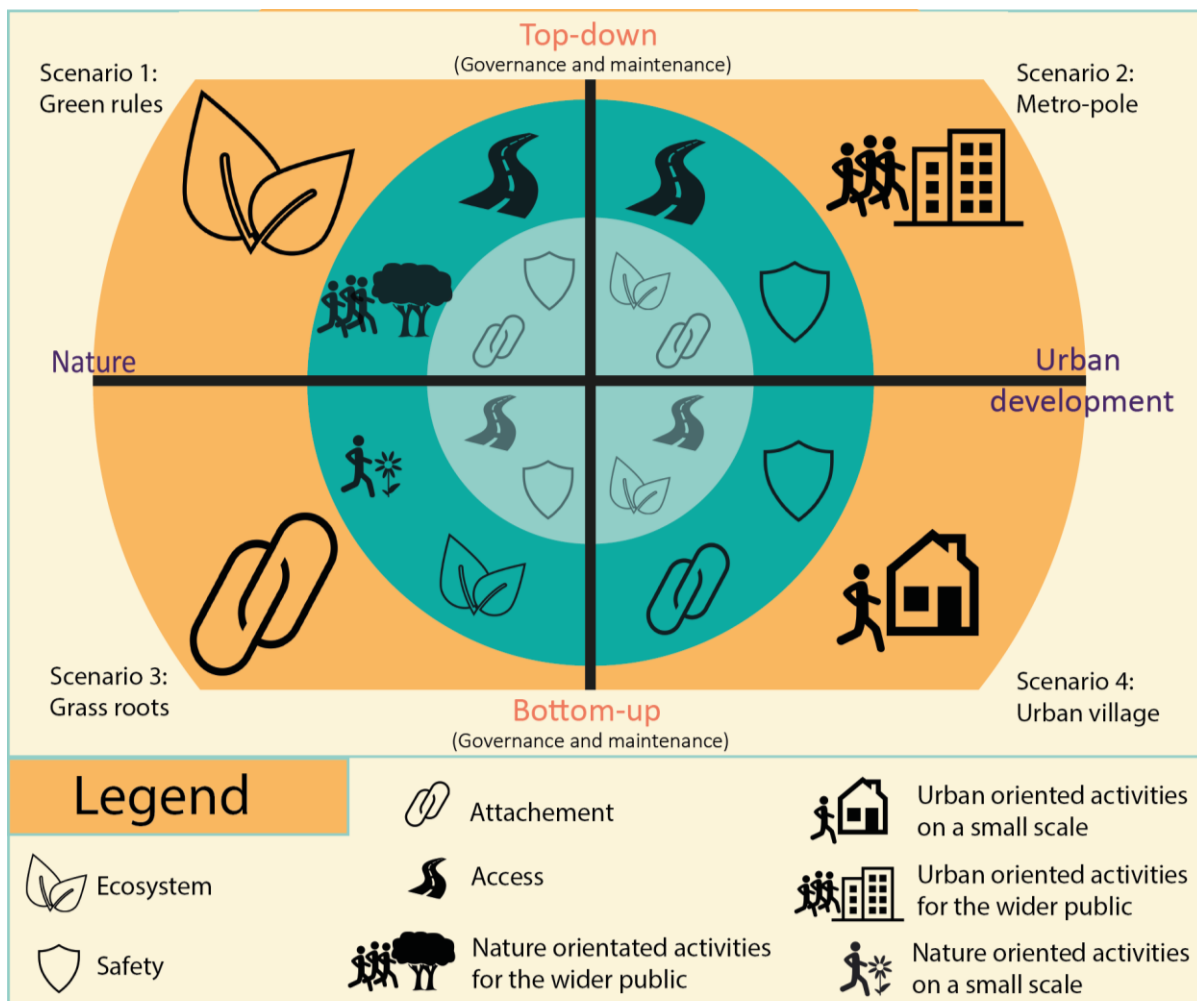 Top-down
(Governance and maintenance)
Scenario 1:
Green rules
Scenario 2:
Metro-pole
Nature
Urban
development
Scenario 3:
Grass roots
Scenario 4:
Urban village
Bottom-up
(Governance and maintenance)
Legend
Ecosystem
Safety
Attachement
Access
Nature orientated activities
for the wider public
Urban oriented activities
on a small scale
Urban oriented activities
for the wider public
Nature oriented activities
on a small scale